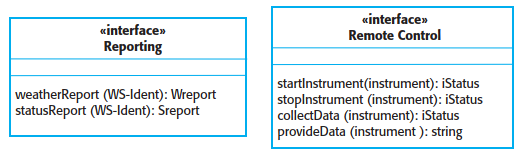 «interface»
Reporting
weatherReport (WS-Ident): Wreport
statusReport (WS-Ident): Sreport
«interface»
Remote Control
startInstrument(instrument): iStatus
stopInstrument (instrument): iStatus
collectData (instrument): iStatus
provideData (instrument ): string